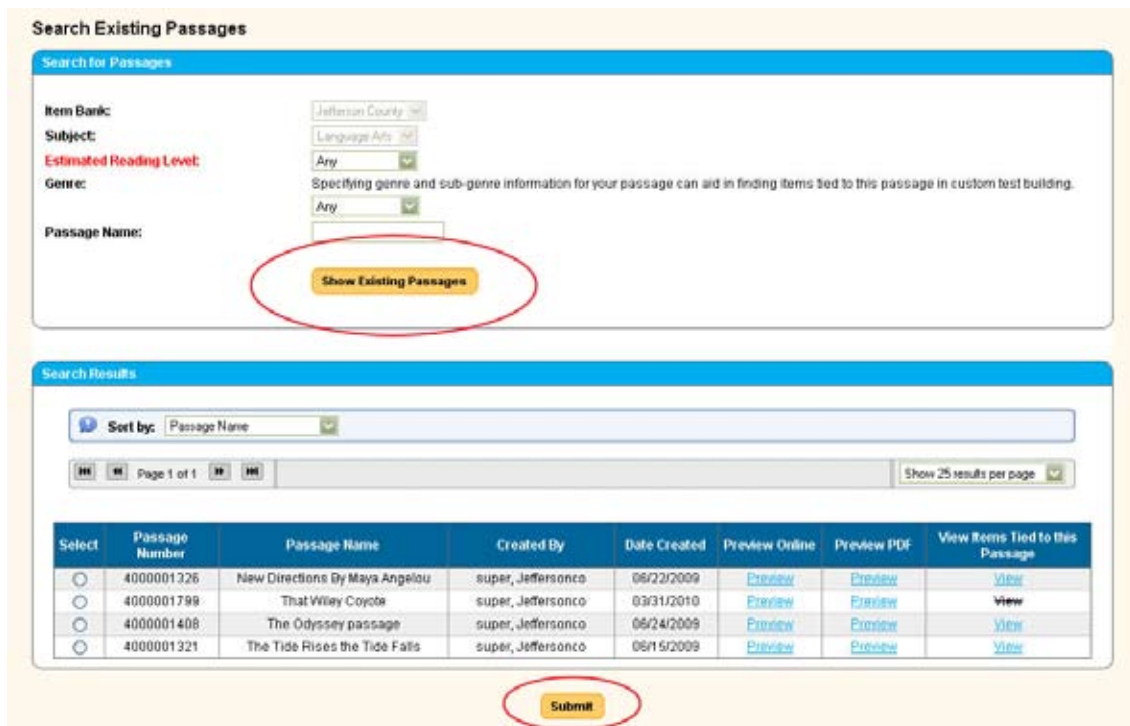 Search Existing Passages
Search for Passages
Item Bank: Jefferson County
Subject: Language Arts
Estimated Reading Level: Any
Genre: Specifying genre and sub-genre information for your passage can aid in finding items tied to this passage in custom test building.
Any
Passage Name:
Show Existing Passages
Search Results
Sort by: Passage Name
Page 1 of 1 Show 25 results per page
Select Passage Number Passage Name Created By Date Created Preview Online Preview PDF View Items Tied to this Passage
4000001326 New Directions By Maya Angelou super, Jeffersonco 06/22/2009 Preview Preview View
4000001799 That Wiley Coyote super, Jeffersonco 03/31/2010 Preview Preview View
4000001408 The Odyssey passage super, Jeffersonco 06/24/2009 Preview Preview View
4000001321 The Tide Rises the Tide Falls super, Jeffersonco 06/15/2009 Preview Preview View
Submit